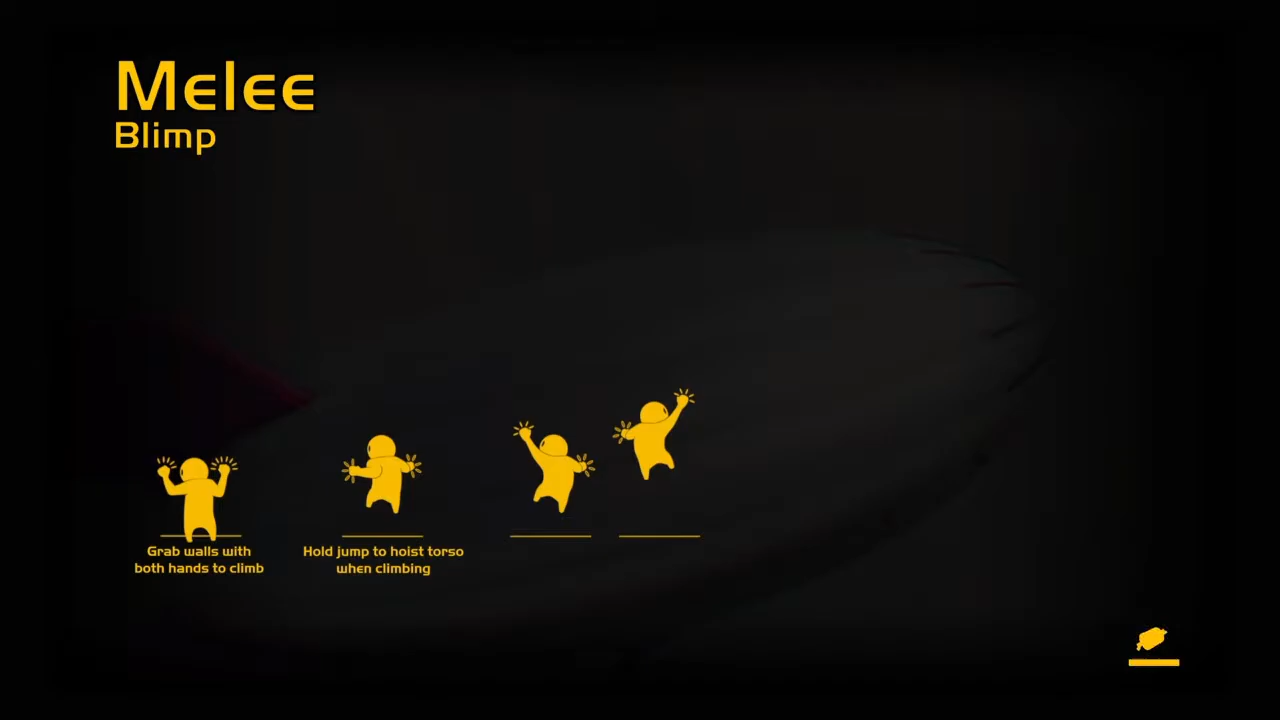 Melee
Blimp
Grab walls with
both hands to climb
Hold jump to hoist torso
when climbing